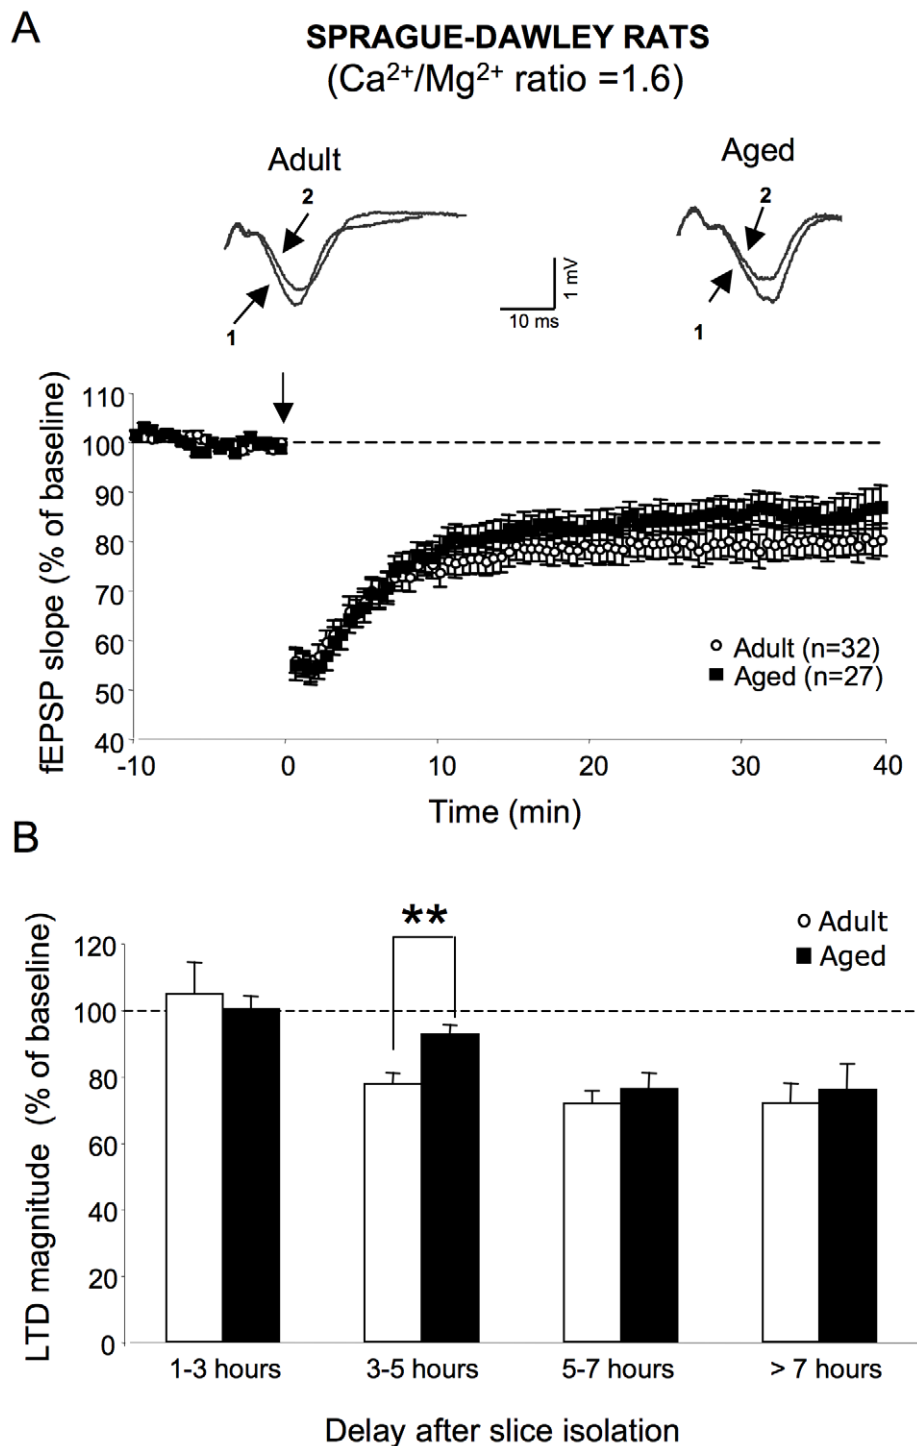 A
SPRAGUE-DAWLEY RATS
(Ca²⁺/Mg²⁺ ratio =1.6)
Adult
Aged
2
2
1
1
1 mV
10 ms
fEPSP slope (% of baseline)
110
100
90
80
70
60
50
40
Adult (n=32)
Aged (n=27)
-10
0
10
20
30
40
Time (min)
B
LTD magnitude (% of baseline)
**
Adult
Aged
120
100
80
60
40
20
0
1-3 hours
3-5 hours
5-7 hours
> 7 hours
Delay after slice isolation